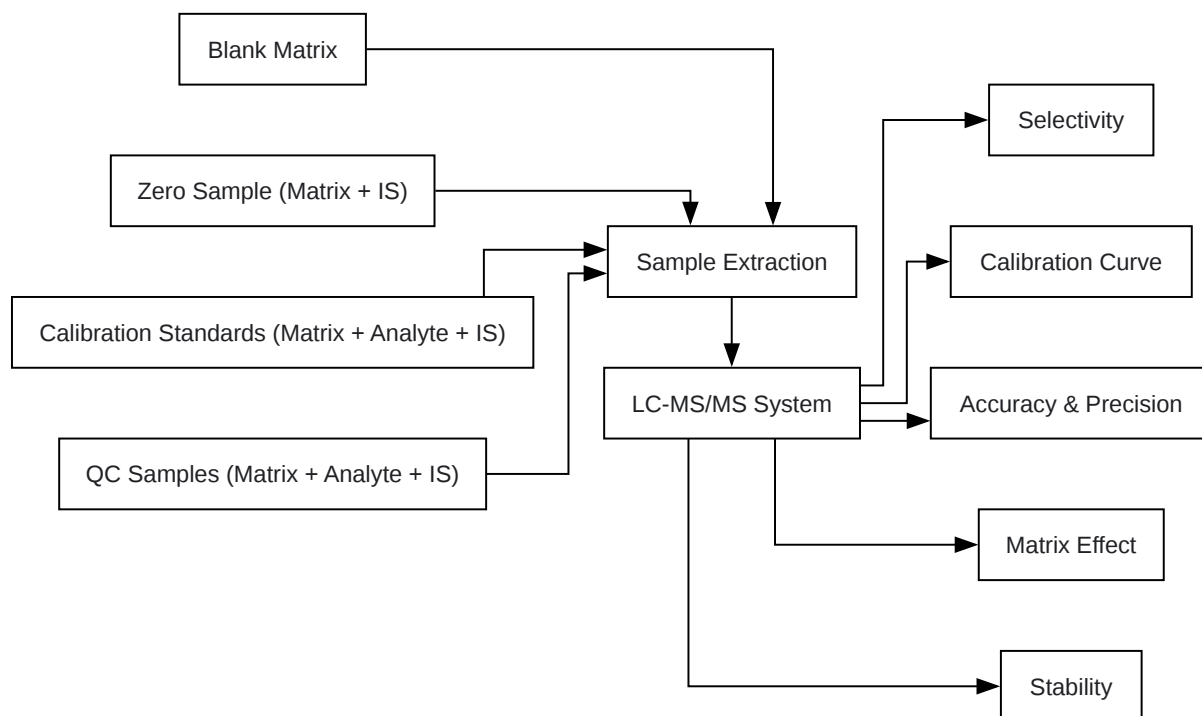 Blank Matrix
Selectivity
Zero Sample (Matrix + IS)
Sample Extraction
Calibration Curve
Calibration Standards (Matrix + Analyte + IS)
LC-MS/MS System
Accuracy & Precision
QC Samples (Matrix + Analyte + IS)
Matrix Effect
Stability